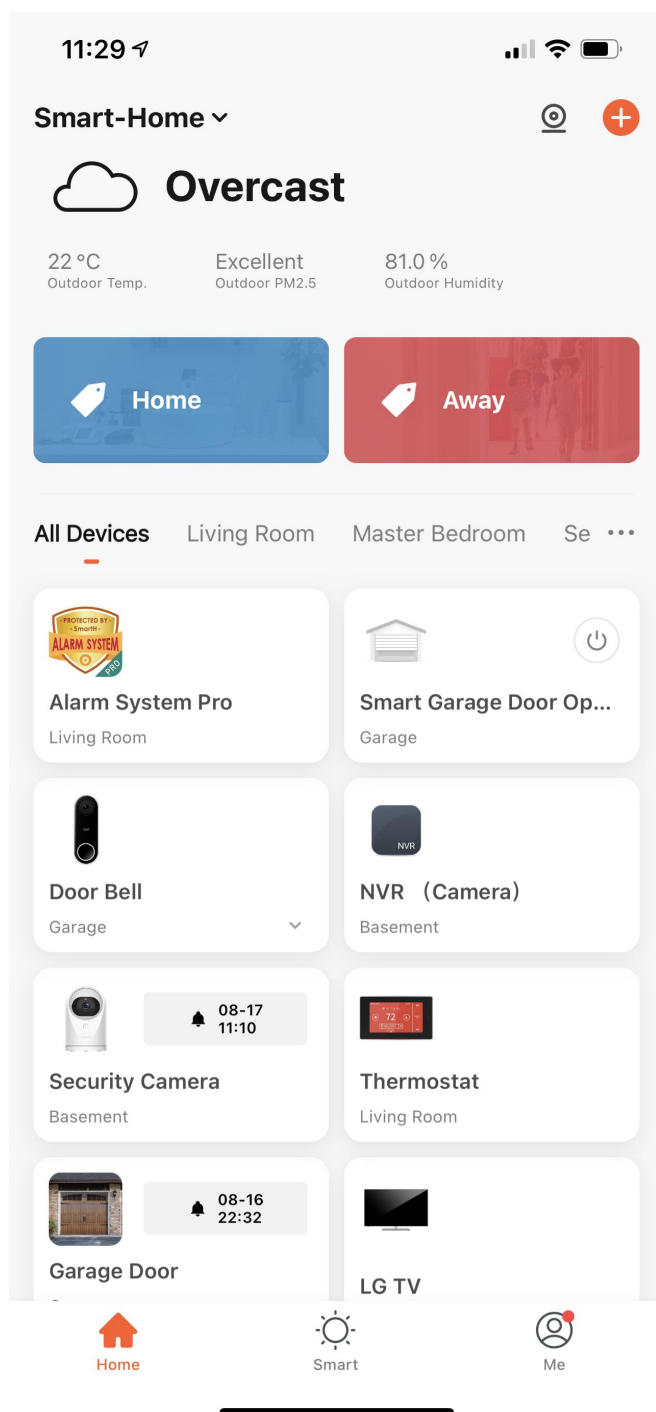 11:29
Smart-Home
Overcast
22 °C
Outdoor Temp.
Excellent
Outdoor PM2.5
81.0 %
Outdoor Humidity
Home
Away
All Devices
Living Room
Master Bedroom
Se
PROTECTED BY
SmartH
ALARM SYSTEM
PRO
Alarm System Pro
Living Room
Smart Garage Door Op...
Garage
Door Bell
Garage
NVR
NVR （Camera）
Basement
08-17
11:10
Security Camera
Basement
72
Thermostat
Living Room
08-16
22:32
Garage Door
LG TV
Home
Smart
Me